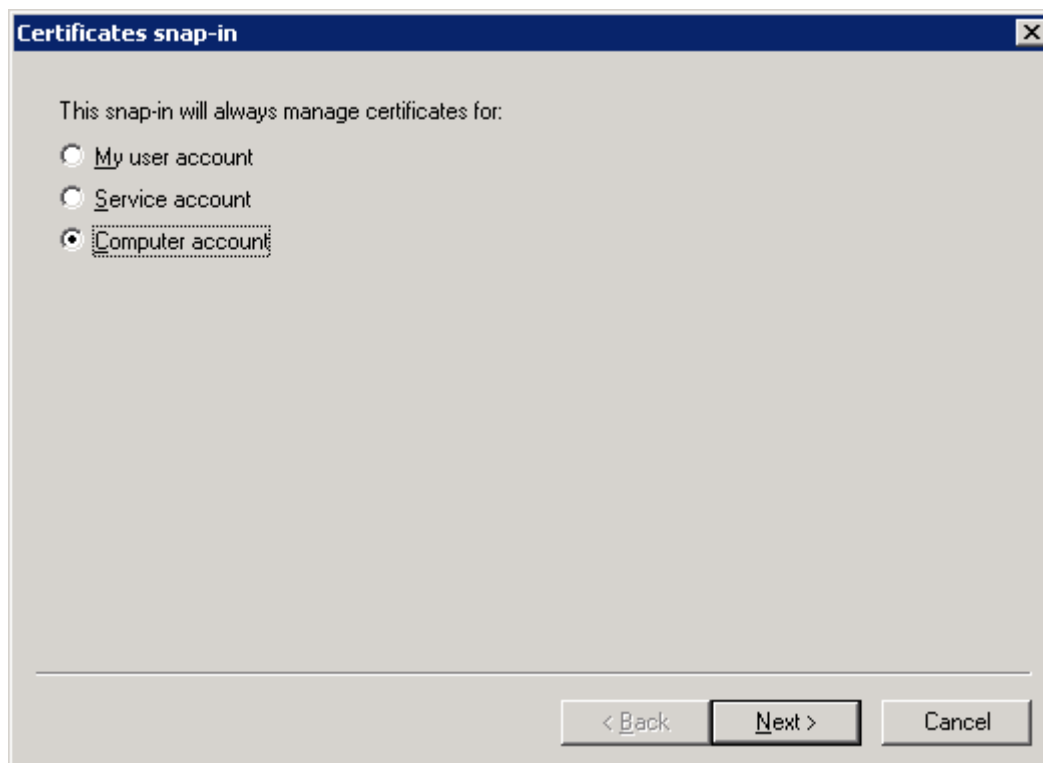 Certificates snap-in
This snap-in will always manage certificates for:
My user account
Service account
Computer account
< Back Next > Cancel